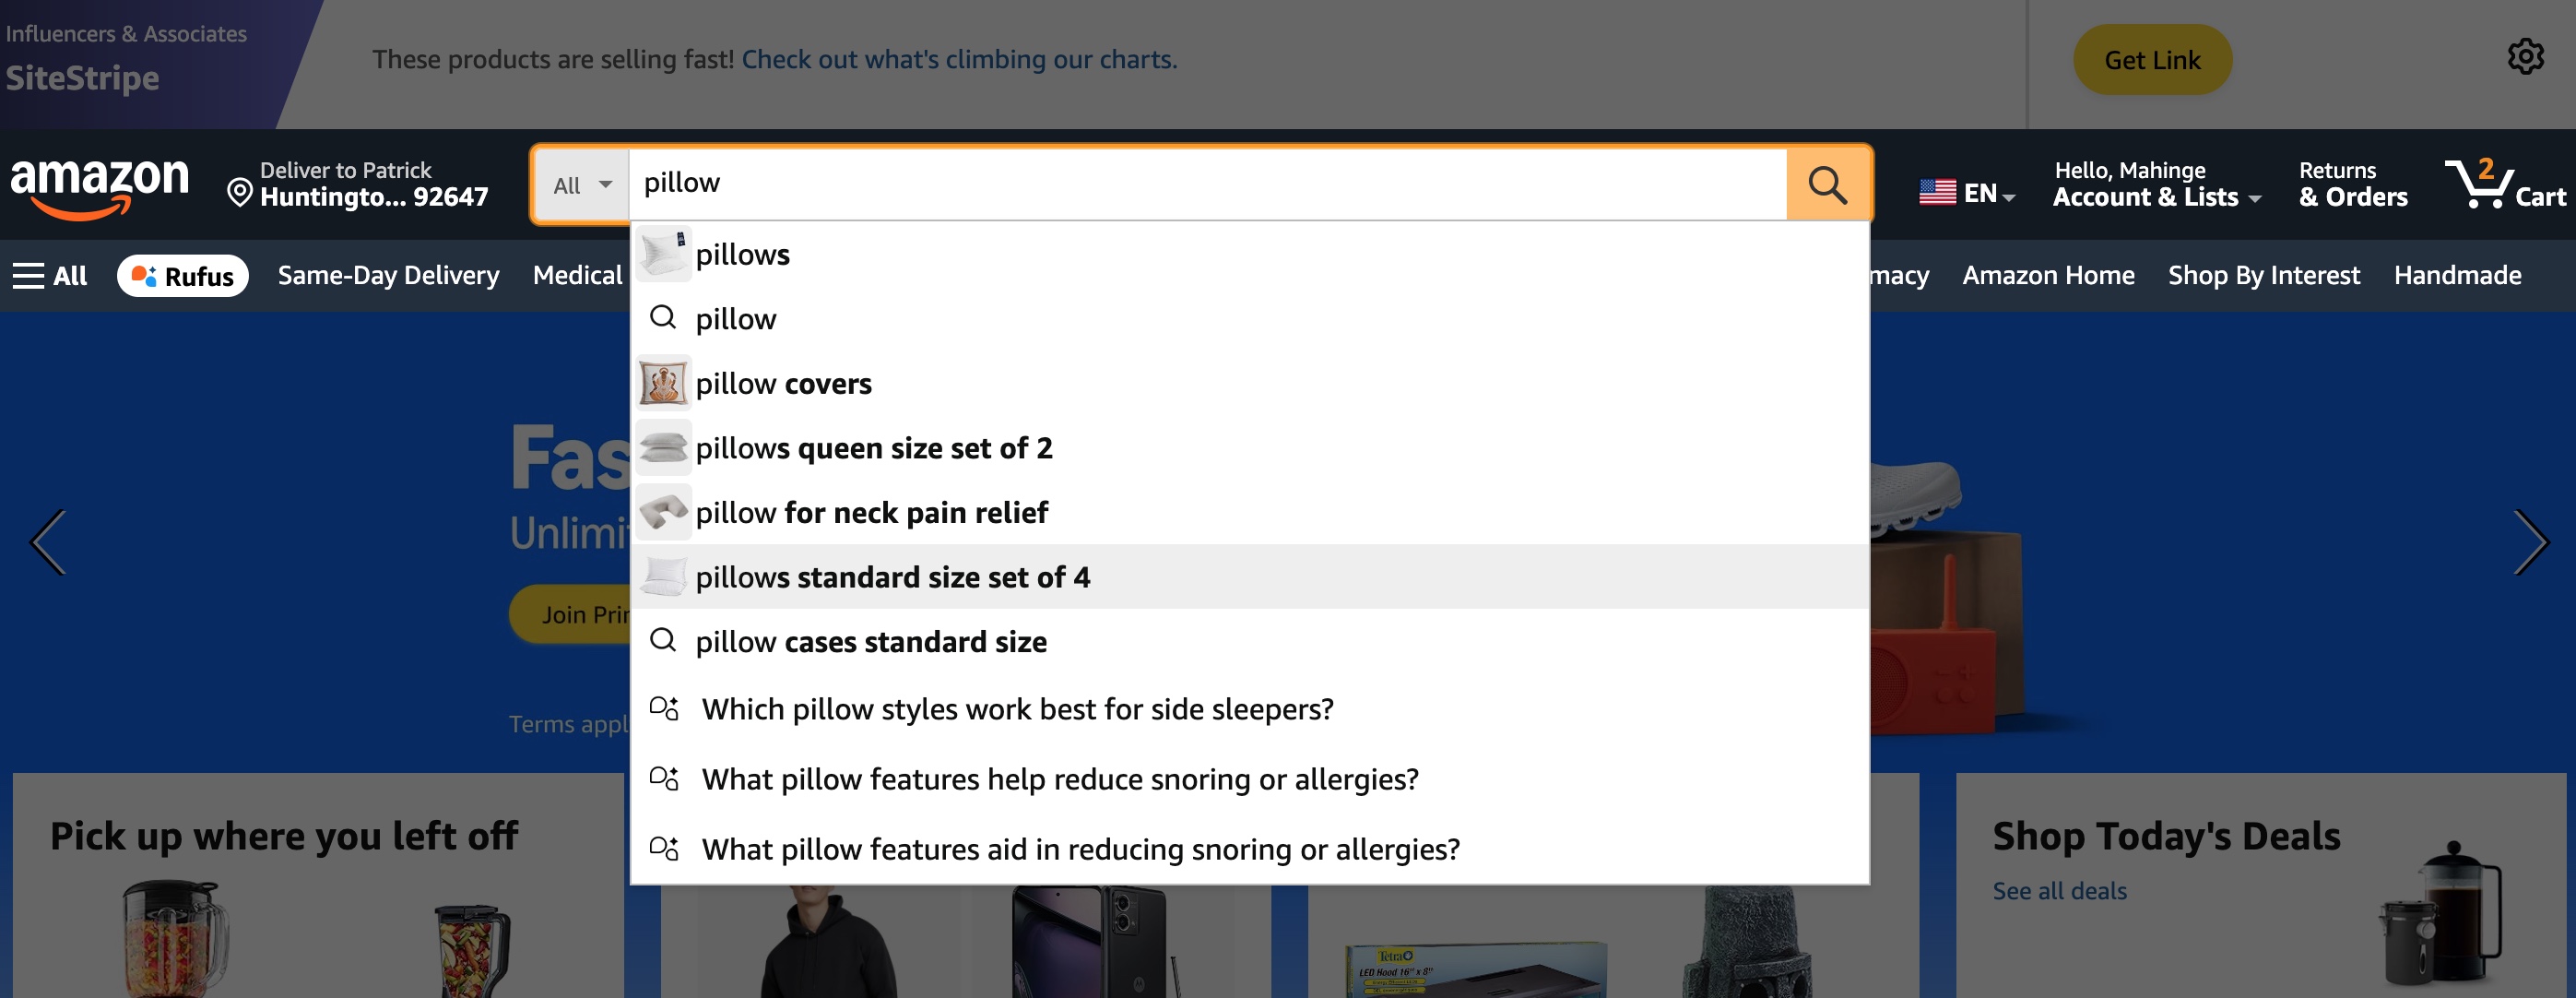 Influencers & Associates
SiteStripe
These products are selling fast! Check out what's climbing our charts.
Get Link
amazon
Deliver to Patrick
Huntingto... 92647
All
pillow
EN
Hello, Mahinge
Account & Lists
Returns
& Orders
2
Cart
All
Rufus
Same-Day Delivery
Medical
macy
Amazon Home
Shop By Interest
Handmade
pillows
pillow
pillow covers
pillows queen size set of 2
pillow for neck pain relief
pillows standard size set of 4
pillow cases standard size
Which pillow styles work best for side sleepers?
What pillow features help reduce snoring or allergies?
What pillow features aid in reducing snoring or allergies?
Fas
Unlimi
Join Prin
Terms appl
Pick up where you left off
Tetra
LED Hood 16" x 8"
Shop Today's Deals
See all deals